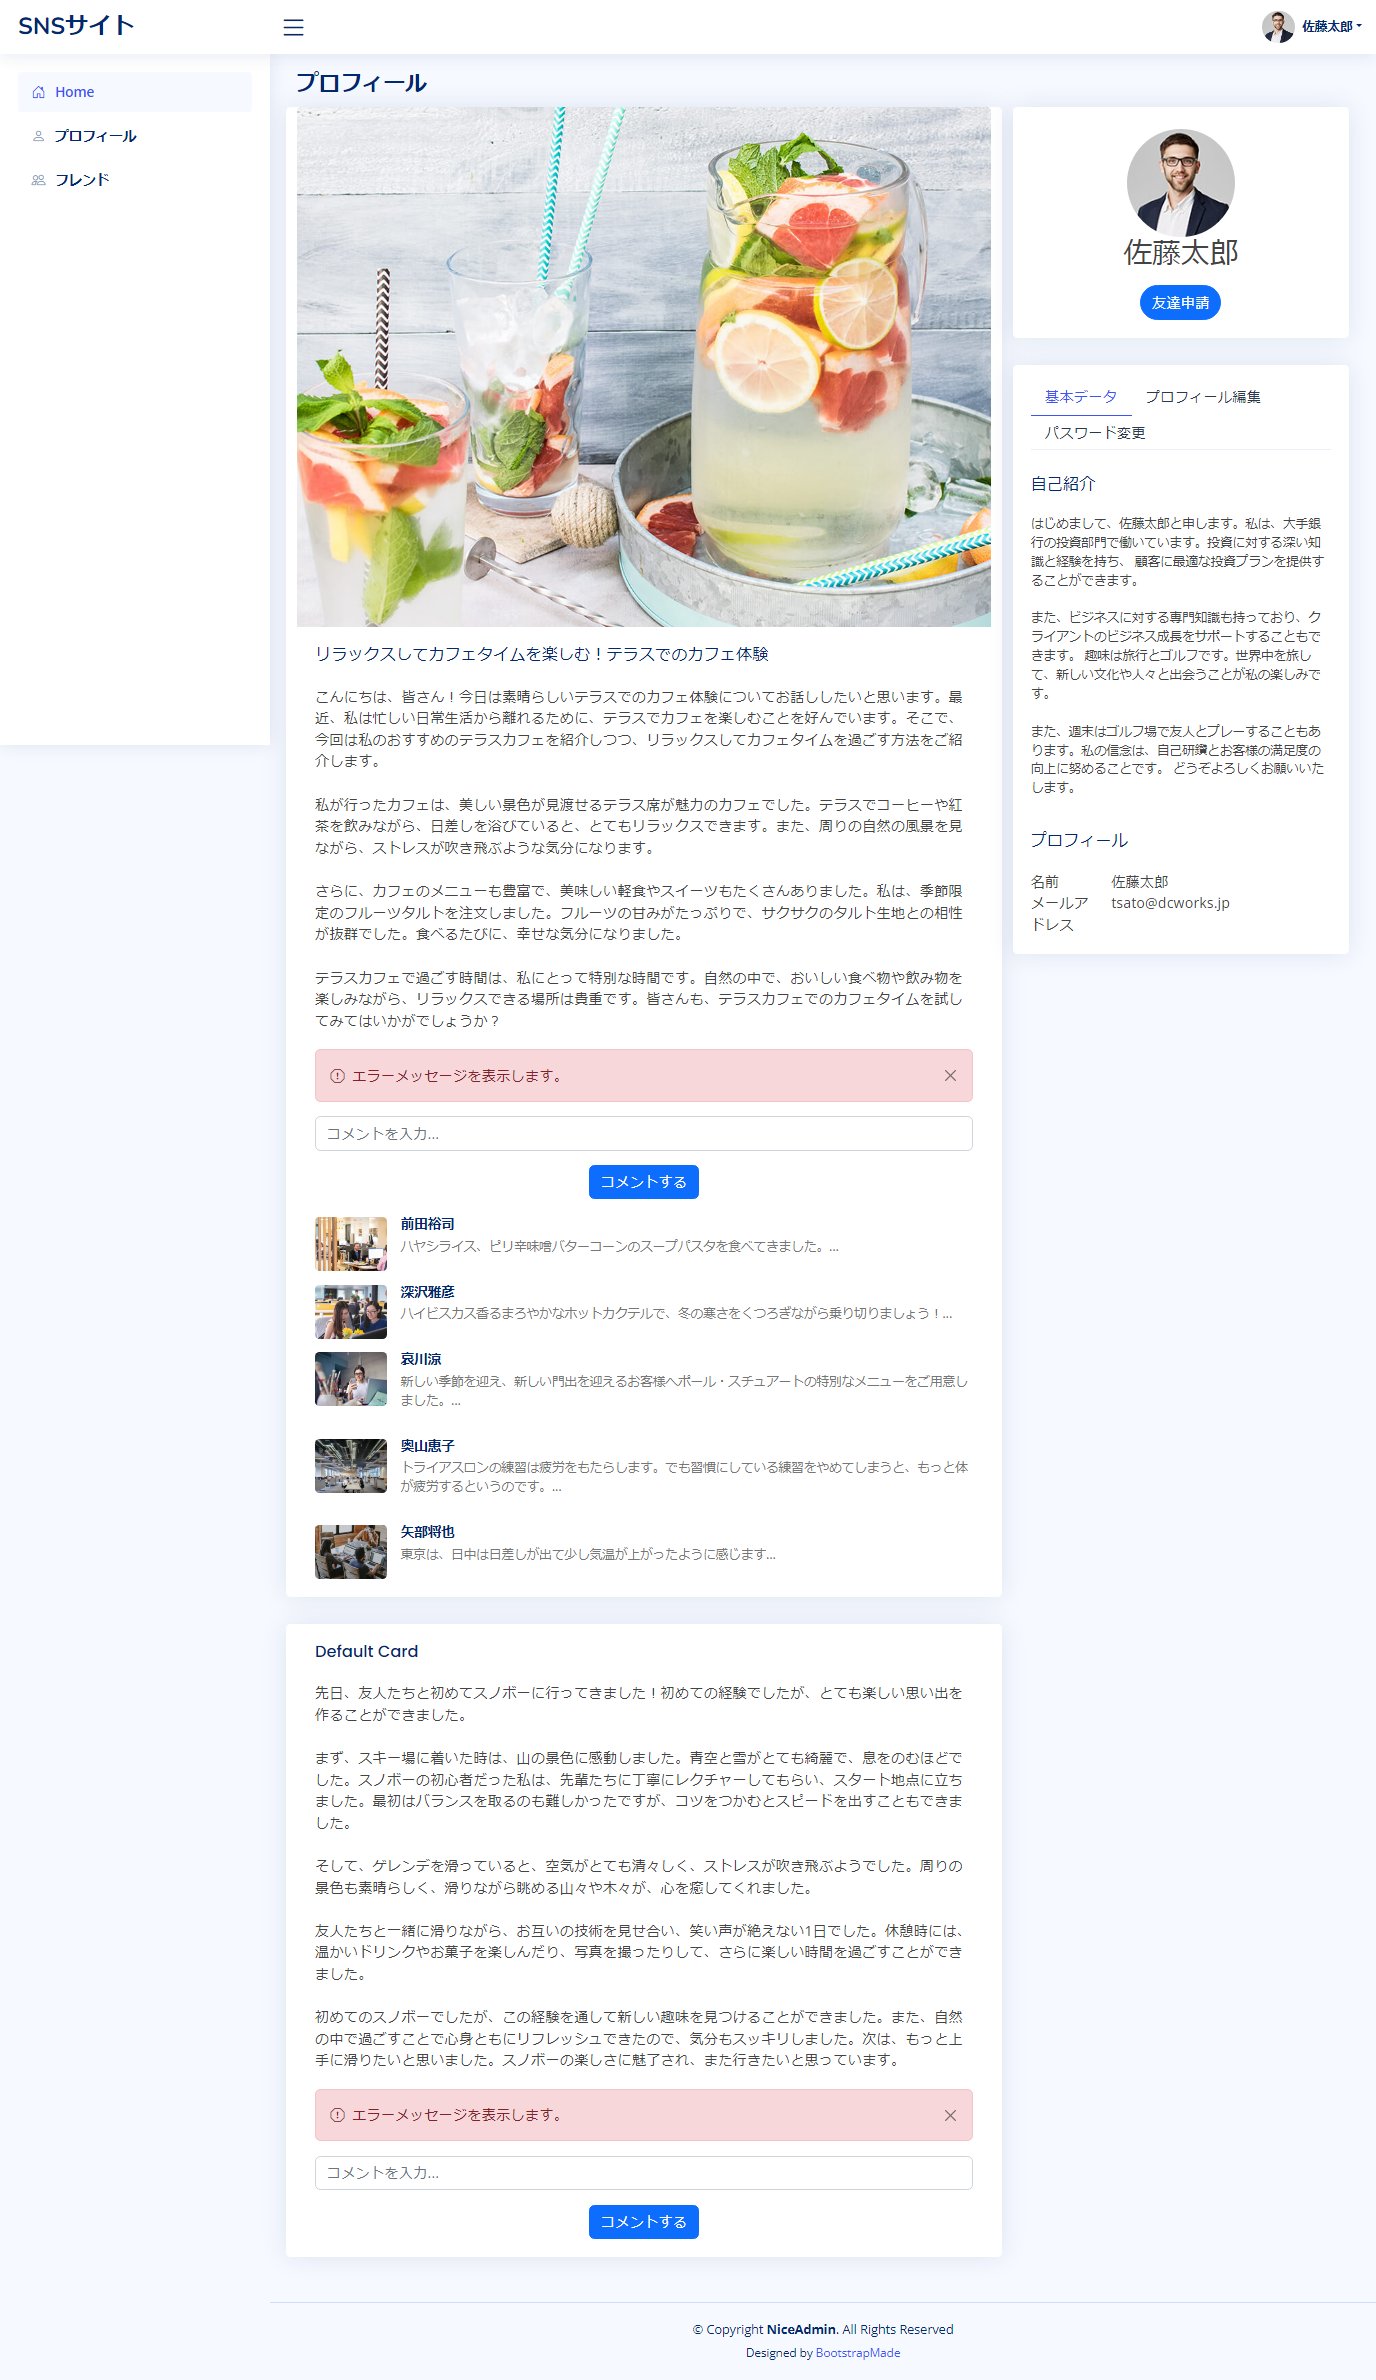 SNSサイト
佐藤太郎
Home
プロフィール
フレンド
プロフィール
リラックスしてカフェタイムを楽しむ！テラスでのカフェ体験
こんにちは、皆さん！今日は素晴らしいテラスでのカフェ体験についてお話ししたいと思います。最
近、私は忙しい日常生活から離れるために、テラスでカフェを楽しむことを好んでいます。そこで、
今回は私のおすすめのテラスカフェを紹介しつつ、リラックスしてカフェタイムを過ごす方法をご紹
介します。
私が行ったカフェは、美しい景色が見渡せるテラス席が魅力のカフェでした。テラスでコーヒーや紅
茶を飲みながら、日差しを浴びていると、とてもリラックスできます。また、周りの自然の風景を見
ながら、ストレスが吹き飛ぶような気分になります。
さらに、カフェのメニューも豊富で、美味しい軽食やスイーツもたくさんありました。私は、季節限
定のフルーツタルトを注文しました。フルーツの甘みがたっぷりで、サクサクのタルト生地との相性
が抜群でした。食べるたびに、幸せな気分になりました。
テラスカフェで過ごす時間は、私にとって特別な時間です。自然の中で、おいしい食べ物や飲み物を
楽しみながら、リラックスできる場所は貴重です。皆さんも、テラスカフェでのカフェタイムを試し
てみてはいかがでしょうか？
エラーメッセージを表示します。
コメントを入力...
コメントする
前田裕司
ハヤシライス、ピリ辛味噌バターコーンのスープパスタを食べてきました。...
深沢雅彦
ハイビスカス香るまろやかなホットカクテルで、冬の寒さをくつろぎながら乗り切りましょう！...
哀川涼
新しい季節を迎え、新しい門出を迎えるお客様へポール・スチュアートの特別なメニューをご用意し
ました。...
奥山恵子
トライアスロンの練習は疲労をもたらします。でも習慣にしている練習をやめてしまうと、もっと体
が疲労するというのです。...
矢部将也
東京は、日中は日差しが出て少し気温が上がったように感じます...
Default Card
先日、友人たちと初めてスノボーに行ってきました！初めての経験でしたが、とても楽しい思い出を
作ることができました。
まず、スキー場に着いた時は、山の景色に感動しました。青空と雪がとても綺麗で、息をのむほどで
した。スノボーの初心者だった私は、先輩たちに丁寧にレクチャーしてもらい、スタート地点に立ち
ました。最初はバランスを取るのも難しかったですが、コツをつかむとスピードを出すこともできま
した。
そして、ゲレンデを滑っていると、空気がとても清々しく、ストレスが吹き飛ぶようでした。周りの
景色も素晴らしく、滑りながら眺める山々や木々が、心を癒してくれました。
友人たちと一緒に滑りながら、お互いの技術を見せ合い、笑い声が絶えない1日でした。休憩時には、
温かいドリンクやお菓子を楽しんだり、写真を撮ったりして、さらに楽しい時間を過ごすことができ
ました。
初めてのスノボーでしたが、この経験を通して新しい趣味を見つけることができました。また、自然
の中で過ごすことで心身ともにリフレッシュできたので、気分もスッキリしました。次は、もっと上
手に滑りたいと思いました。スノボーの楽しさに魅了され、また行きたいと思っています。
エラーメッセージを表示します。
コメントを入力...
コメントする
佐藤太郎
友達申請
基本データ プロフィール編集
パスワード変更
自己紹介
はじめまして、佐藤太郎と申します。私は、大手銀
行の投資部門で働いています。投資に対する深い知
識と経験を持ち、 顧客に最適な投資プランを提供す
ることができます。
また、ビジネスに対する専門知識も持っており、ク
ライアントのビジネス成長をサポートすることもで
きます。 趣味は旅行とゴルフです。世界中を旅し
て、新しい文化や人々と出会うことが私の楽しみで
す。
また、週末はゴルフ場で友人とプレーすることもあ
ります。私の信念は、自己研鑽とお客様の満足度の
向上に努めることです。 どうぞよろしくお願いいた
します。
プロフィール
名前 佐藤太郎
メールア tsato@dcworks.jp
ドレス
© Copyright NiceAdmin. All Rights Reserved
Designed by BootstrapMade